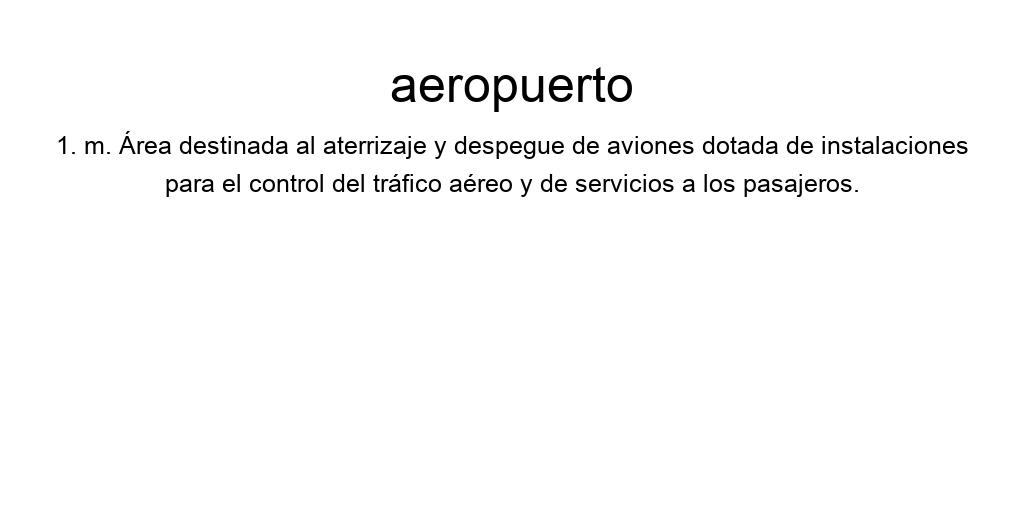 aeropuerto
1. m. Área destinada al aterrizaje y despegue de aviones dotada de instalaciones
para el control del tráfico aéreo y de servicios a los pasajeros.